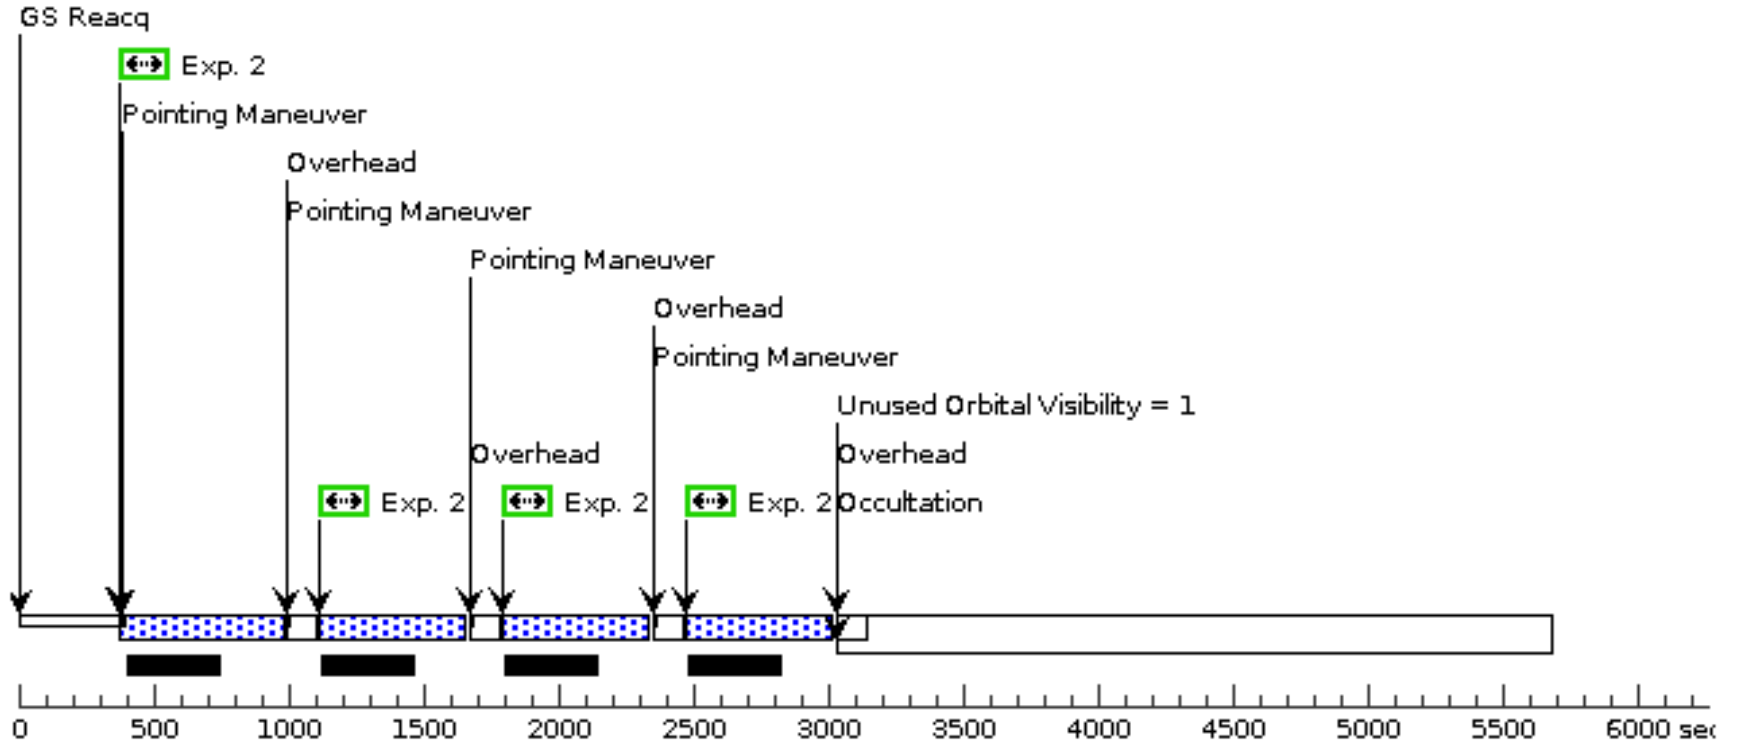 GS Reacq
Exp. 2
Pointing Maneuver
Overhead
Pointing Maneuver
Pointing Maneuver
Overhead
Pointing Maneuver
Unused Orbital Visibility = 1
Overhead Overhead
Exp. 2 Exp. 2 Exp. 2 Occultation
0 500 1000 1500 2000 2500 3000 3500 4000 4500 5000 5500 6000 sec